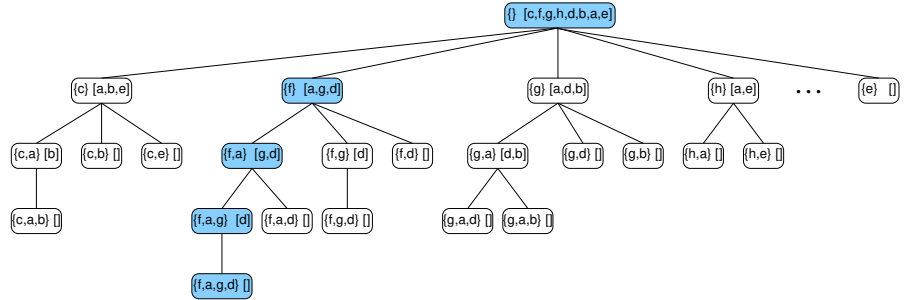 {} [c,f,g,h,d,b,a,e]
{c} [a,b,e] {f} [a,g,d] {g} [a,d,b] {h} [a,e] ... {e} []
{c,a} [b] {c,b} [] {c,e} [] {f,a} [g,d] {f,g} [d] {f,d} [] {g,a} [d,b] {g,d} [] {g,b} [] {h,a} [] {h,e} []
{c,a,b} [] {f,a,g} [d] {f,a,d} [] {f,g,d} [] {g,a,d} [] {g,a,b} []
{f,a,g,d} []